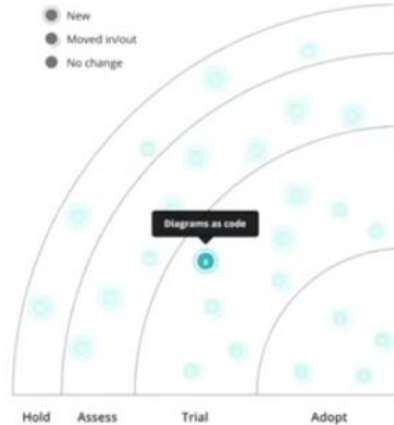 New
Moved in/out
No change
Diagrams as code
Hold Assess Trial Adopt